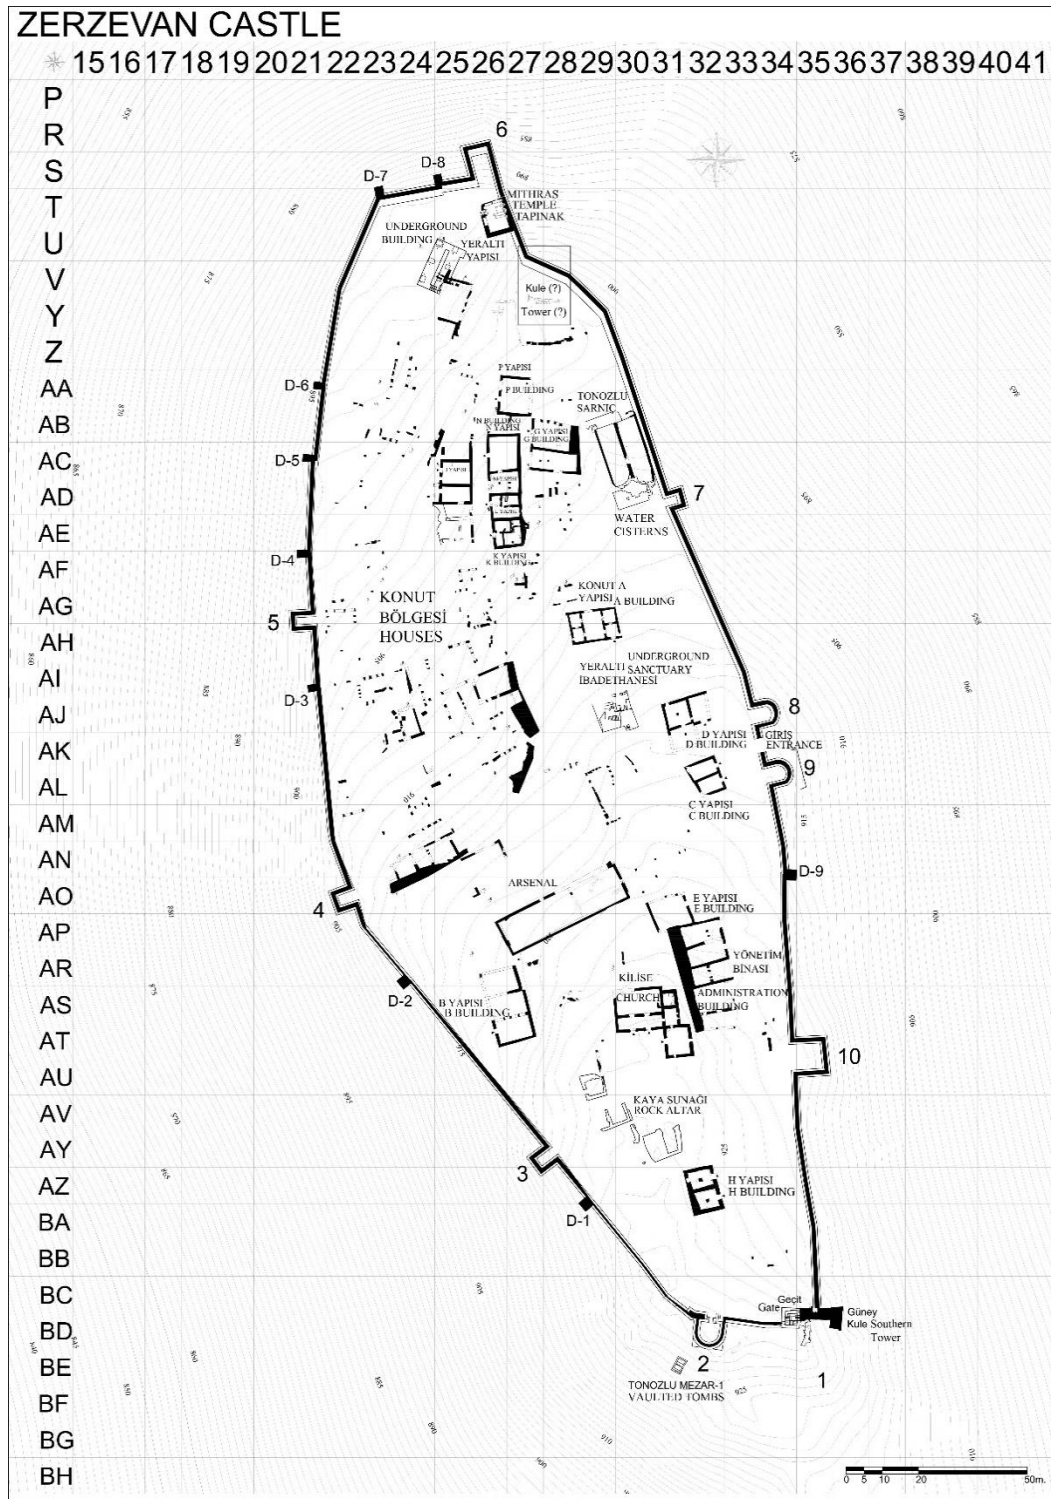 ZERZEVAN CASTLE
15 16 17 18 19 20 21 22 23 24 25 26 27 28 29 30 31 32 33 34 35 36 37 38 39 40 41
P
R
S
T
U
V
Y
Z
AA
AB
AC
AD
AE
AF
AG
AH
AI
AJ
AK
AL
AM
AN
AO
AP
AR
AS
AT
AU
AV
AY
AZ
BA
BB
BC
BD
BE
BF
BG
BH
6
D-8
D-7
MITHRAS
TEMPLE
TAPINAK
UNDERGROUND
BUILDING
YERALTI
YAPISI
Kule (?)
Tower (?)
D-6
P YAPISI
P BUILDING
TONOZLU
SARNIÇ
N BUILDING
N YAPISI
G YAPISI
G BUILDING
D-5
7
WATER
CISTERNS
D-4
K YAPISI
K BUILDING
KONUT
BÖLGESİ
HOUSES
KONUT A
YAPISI
A BUILDING
5
YERALTI
İBADETHANESİ
UNDERGROUND
SANCTUARY
D-3
8
D YAPISI
D BUILDING
GİRİŞ
ENTRANCE
9
C YAPISI
C BUILDING
D-9
ARSENAL
4
E YAPISI
E BUILDING
YÖNETİM
BİNASI
ADMINISTRATION
BUILDING
KİLİSE
CHURCH
D-2
B YAPISI
B BUILDING
10
KAYA SUNAĞI
ROCK ALTAR
3
H YAPISI
H BUILDING
D-1
Geçit
Gate
Güney
Kule Southern
Tower
2
1
TONOZLU MEZAR-1
VAULTED TOMBS
0 5 10 20 50m.